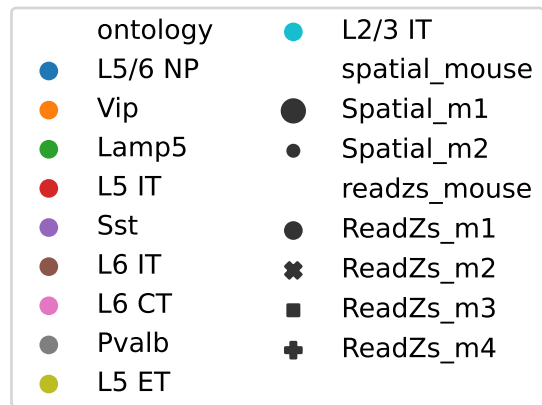 ontology
L5/6 NP
Vip
Lamp5
L5 IT
Sst
L6 IT
L6 CT
Pvalb
L5 ET
L2/3 IT
spatial_mouse
Spatial_m1
Spatial_m2
readzs_mouse
ReadZs_m1
ReadZs_m2
ReadZs_m3
ReadZs_m4